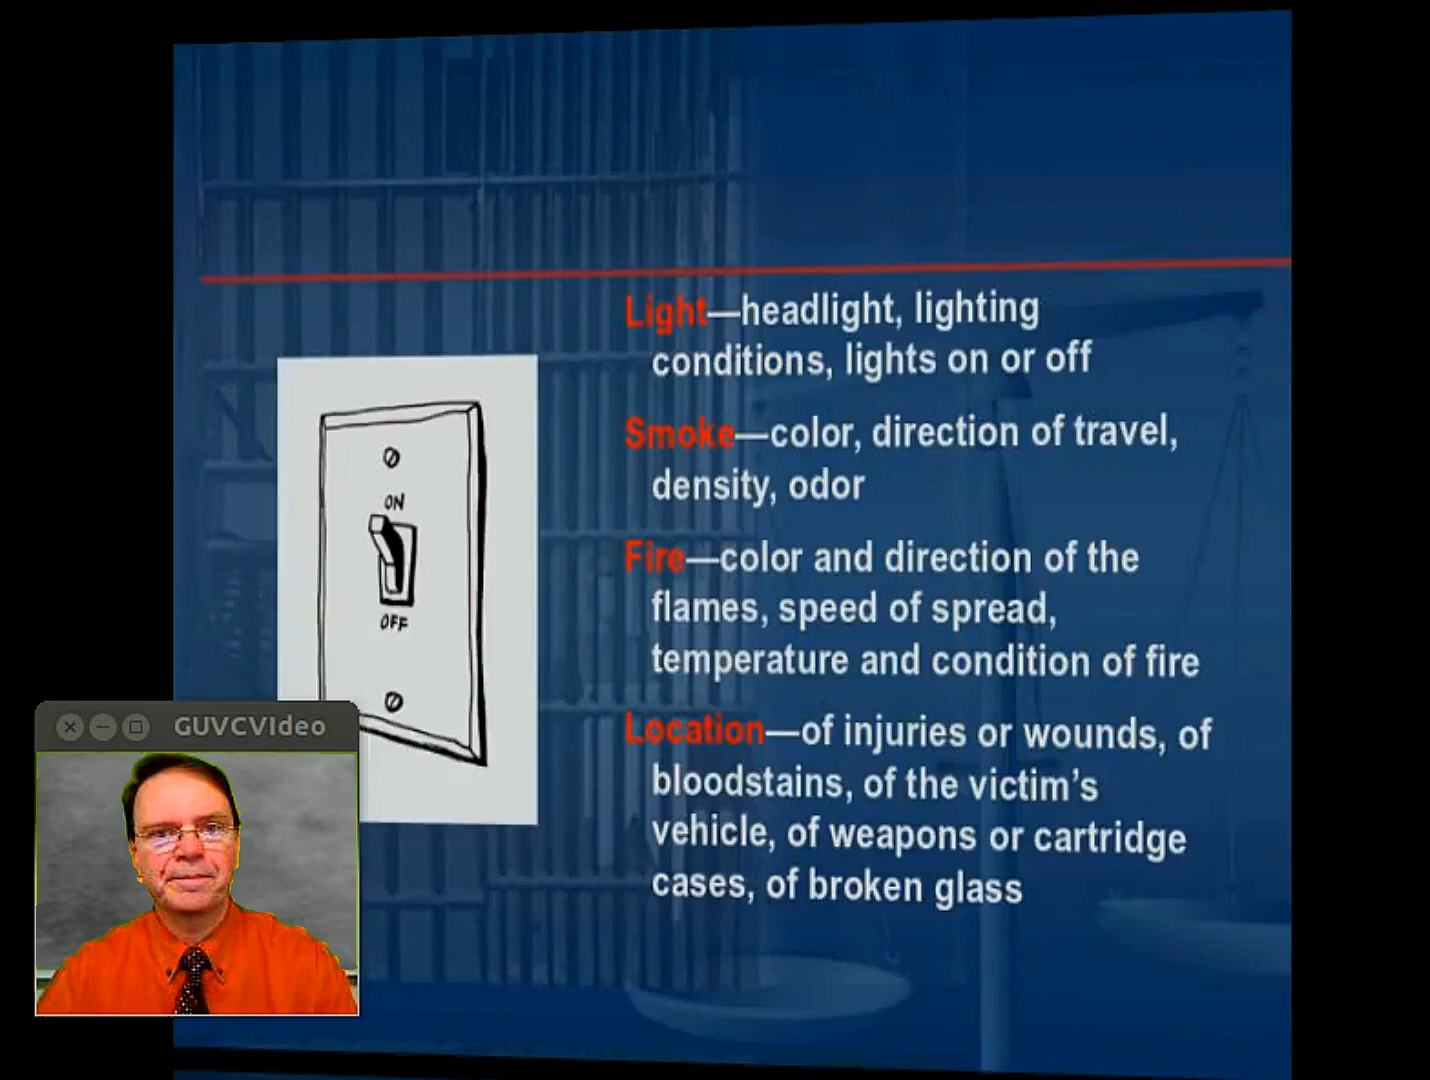 Light—headlight, lighting
conditions, lights on or off
Smoke—color, direction of travel,
density, odor
Fire—color and direction of the
flames, speed of spread,
temperature and condition of fire
Location—of injuries or wounds, of
bloodstains, of the victim’s
vehicle, of weapons or cartridge
cases, of broken glass
ON
OFF
GUVCVIdeo